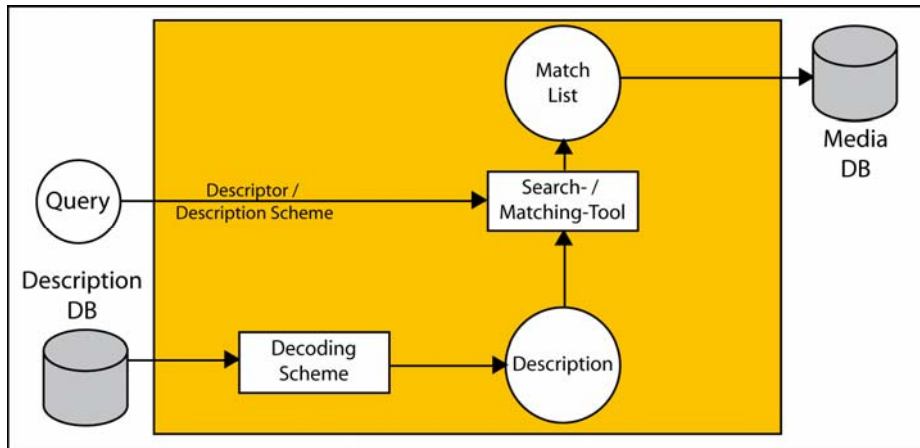 Match
List
Media
DB
Query
Descriptor /
Description Scheme
Search- /
Matching-Tool
Description
DB
Decoding
Scheme
Description